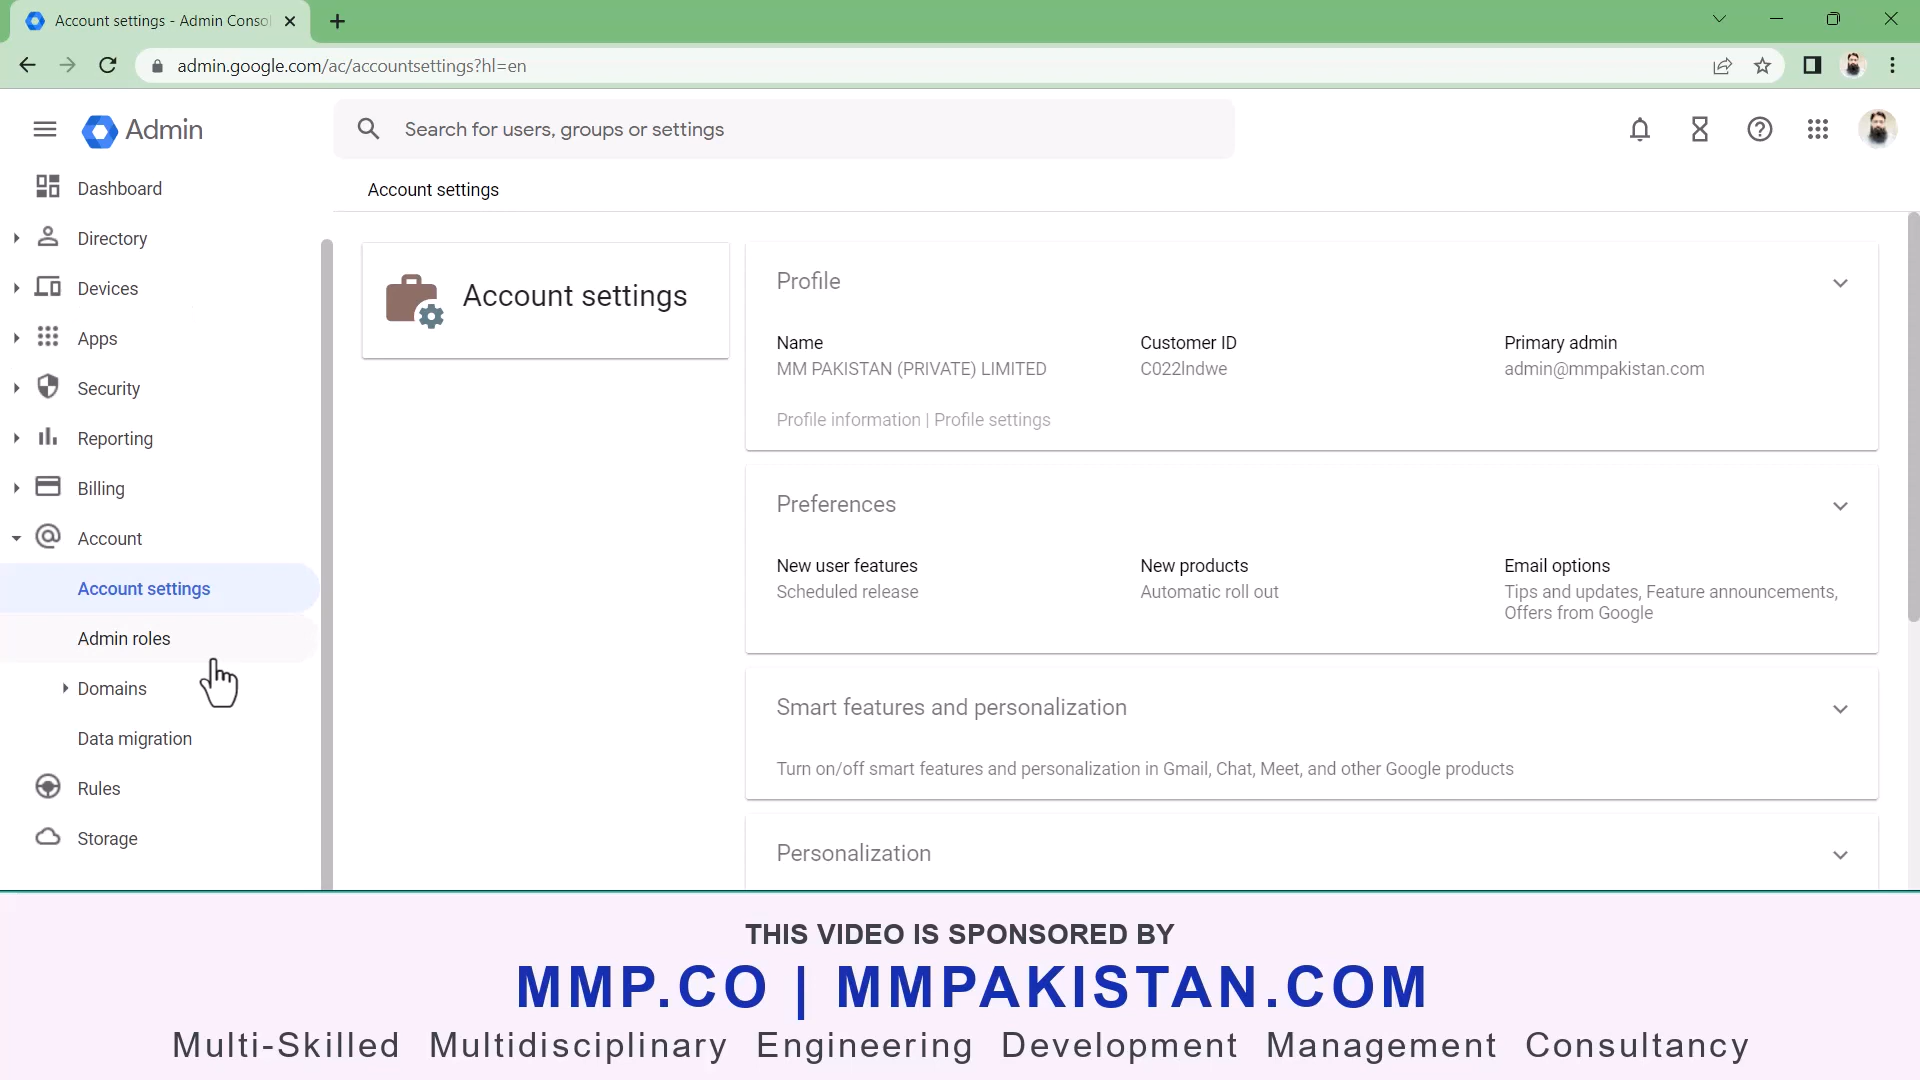 Account settings - Admin Consol
admin.google.com/ac/accountsettings?hl=en
Admin
Search for users, groups or settings
Dashboard
Directory
Devices
Apps
Security
Reporting
Billing
Account
Account settings
Admin roles
Domains
Data migration
Rules
Storage
Account settings
Account settings
Profile
Name
MM PAKISTAN (PRIVATE) LIMITED
Customer ID
C022lndwe
Primary admin
admin@mmpakistan.com
Profile information | Profile settings
Preferences
New user features
Scheduled release
New products
Automatic roll out
Email options
Tips and updates, Feature announcements,
Offers from Google
Smart features and personalization
Turn on/off smart features and personalization in Gmail, Chat, Meet, and other Google products
Personalization
THIS VIDEO IS SPONSORED BY
MMP.CO | MMPAKISTAN.COM
Multi-Skilled Multidisciplinary Engineering Development Management Consultancy